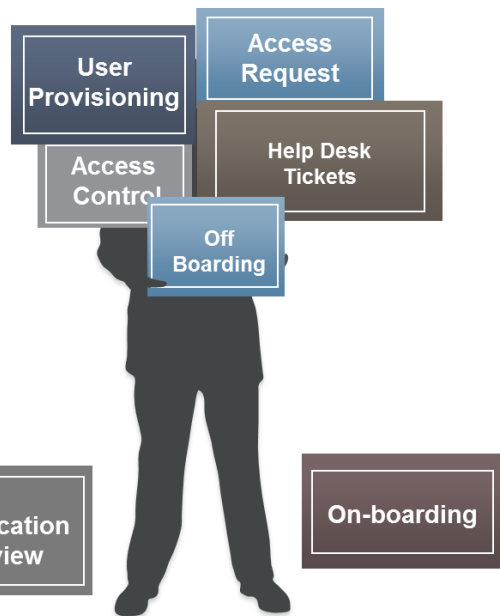 User
Provisioning
Access
Request
Access
Control
Help Desk
Tickets
Off
Boarding
On-boarding